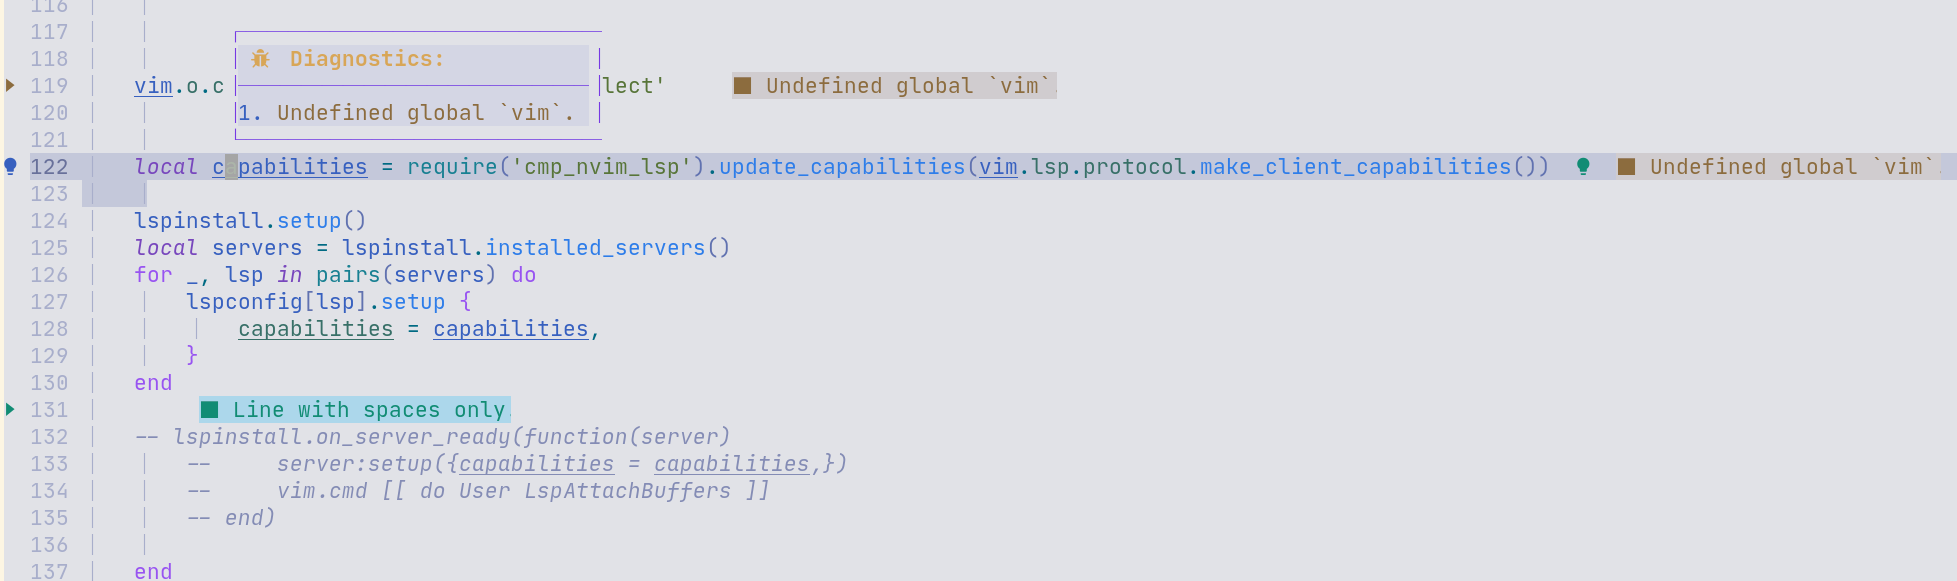 116
117
118 Diagnostics:
119 vim.o.c lect' ■ Undefined global `vim`.
120 1. Undefined global `vim`.
121
122 local capabilities = require('cmp_nvim_lsp').update_capabilities(vim.lsp.protocol.make_client_capabilities()) ■ Undefined global `vim`.
123
124 lspinstall.setup()
125 local servers = lspinstall.installed_servers()
126 for _, lsp in pairs(servers) do
127 lspconfig[lsp].setup {
128 capabilities = capabilities,
129 }
130 end
131 ■ Line with spaces only.
132 -- lspinstall.on_server_ready(function(server)
133 -- server:setup({capabilities = capabilities,})
134 -- vim.cmd [[ do User LspAttachBuffers ]]
135 -- end)
136
137 end